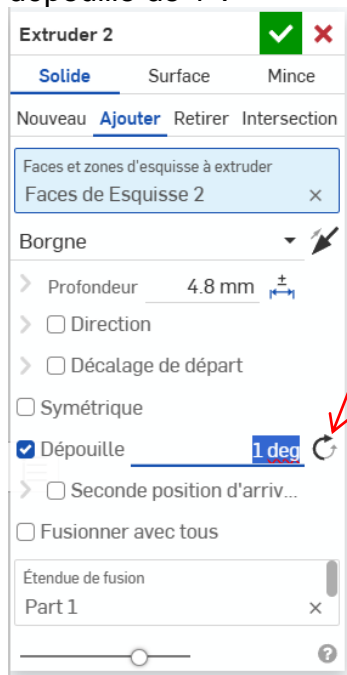 Extruder 2
Solide Surface Mince
Nouveau Ajouter Retirer Intersection
Faces et zones d'esquisse à extruder
Faces de Esquisse 2
Borgne
Profondeur 4.8 mm
Direction
Décalage de départ
Symétrique
Dépouille 1 deg
Seconde position d'arriv...
Fusionner avec tous
Étendue de fusion
Part 1